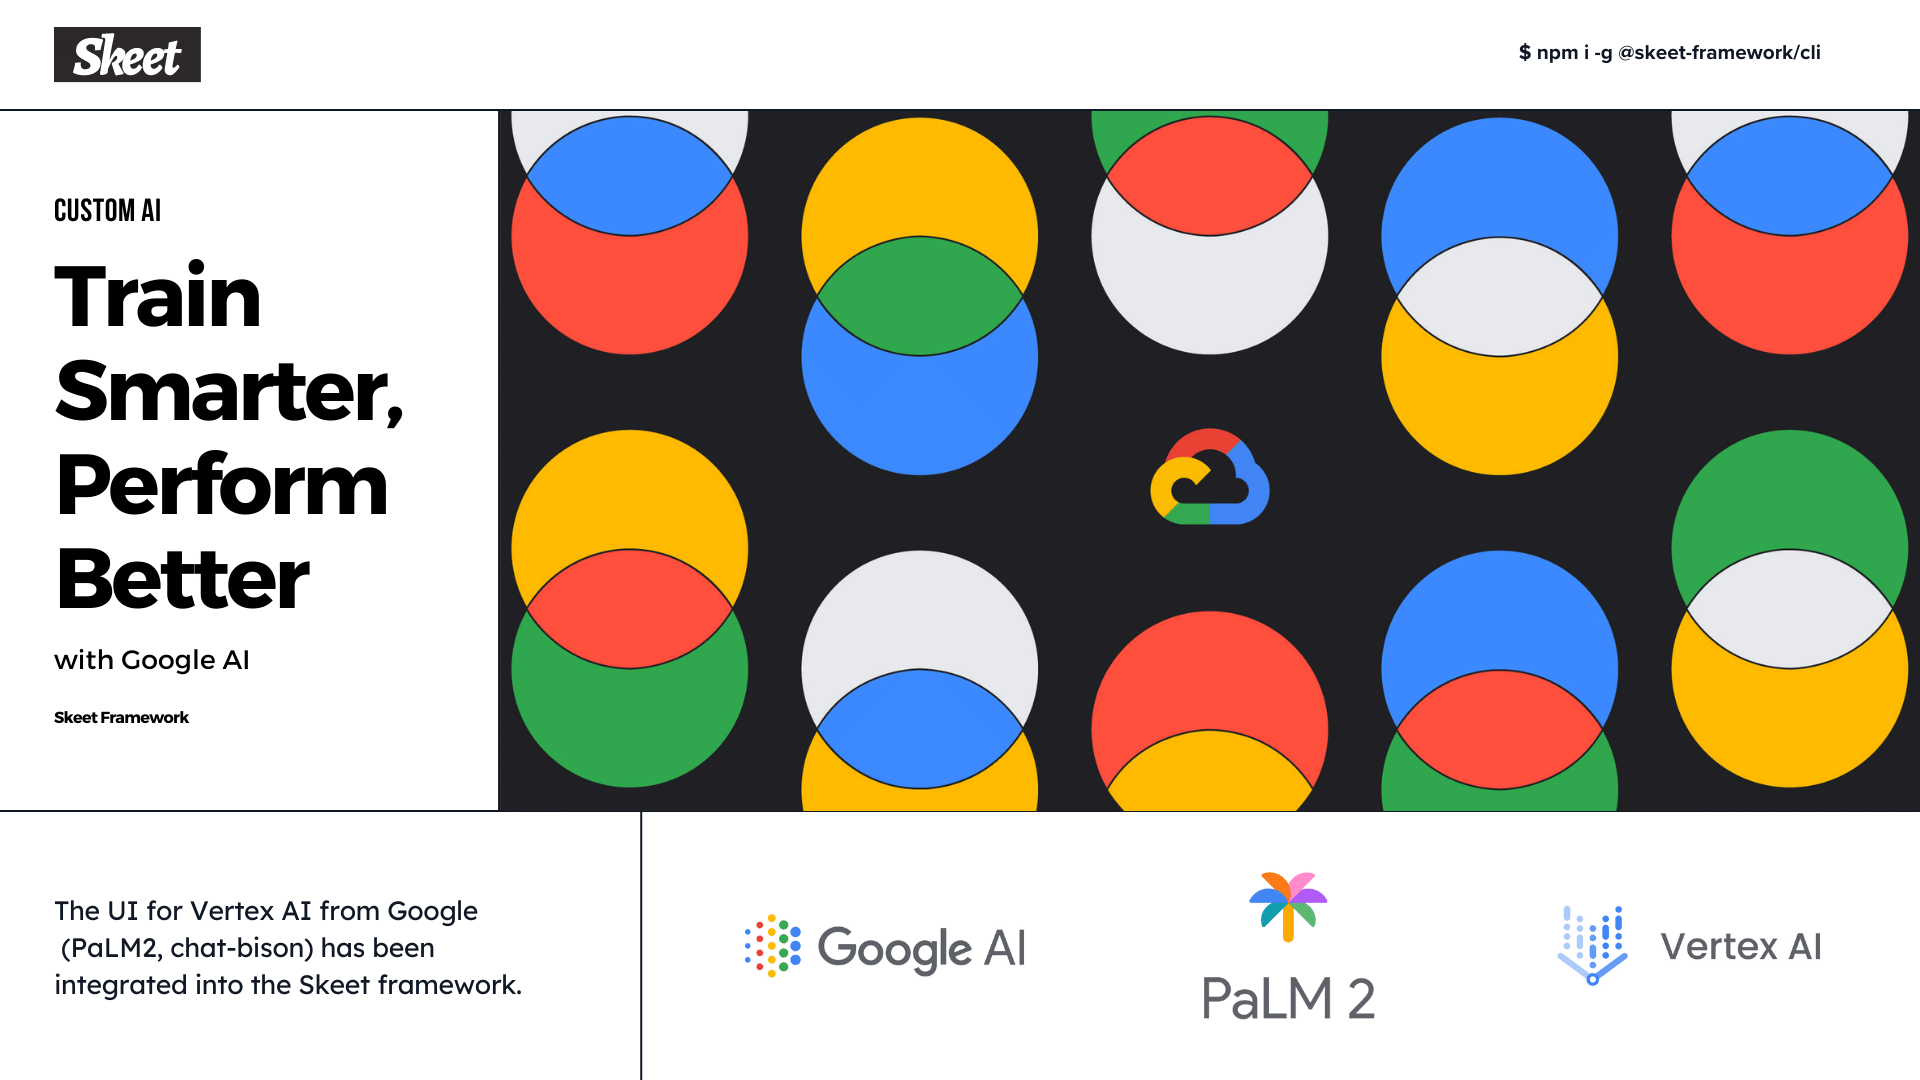 Skeet
$ npm i -g @skeet-framework/cli
CUSTOM AI
Train
Smarter,
Perform
Better
with Google AI
Skeet Framework
The UI for Vertex AI from Google
(PaLM2, chat-bison) has been
integrated into the Skeet framework.
Google AI
PaLM 2
Vertex AI